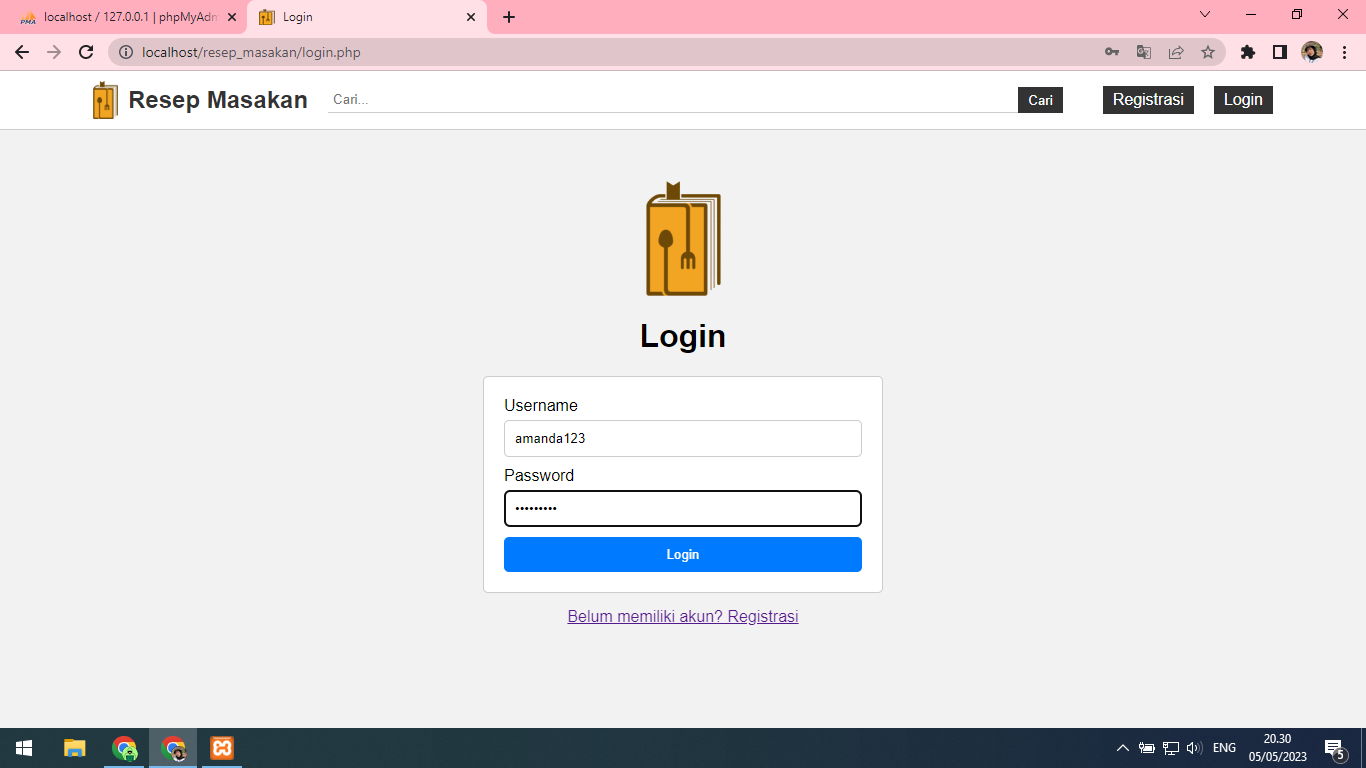 localhost / 127.0.0.1 | phpMyAdm
Login
localhost/resep_masakan/login.php
Resep Masakan
Cari...
Cari
Registrasi
Login
Login
Username
amanda123
Password
•••••••••
Login
Belum memiliki akun? Registrasi
ENG
20.30
05/05/2023
5